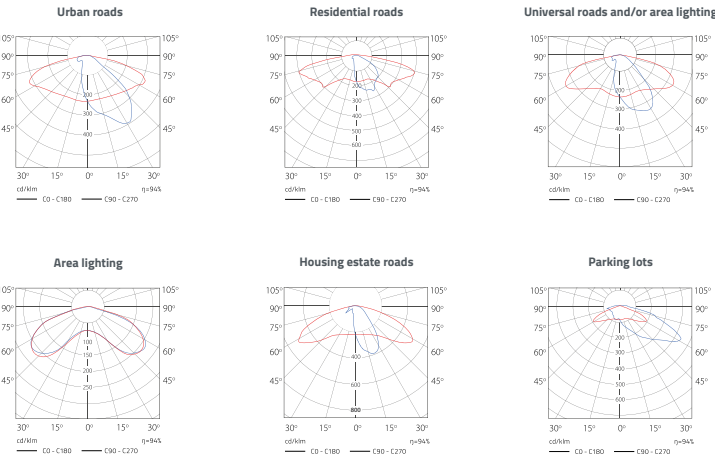 Urban roads
Residential roads
Universal roads and/or area lighting
105° 105°
90° 90°
75° 75°
60° 60°
45° 45°
200
300
400
30° 15° 0° 15° 30°
cd/klm η=94%
C0 - C180 C90 - C270
105° 105°
90° 90°
75° 75°
60° 60°
45° 45°
200
300
400
500
600
30° 15° 0° 15° 30°
cd/klm η=94%
C0 - C180 C90 - C270
105° 105°
90° 90°
75° 75°
60° 60°
45° 45°
200
300
400
30° 15° 0° 15° 30°
cd/klm η=94%
C0 - C180 C90 - C270
Area lighting
Housing estate roads
Parking lots
05° 105°
90° 90°
75° 75°
60° 60°
45° 45°
100
150
200
250
30° 15° 0° 15° 30°
cd/klm η=94%
C0 - C180 C90 - C270
105° 105°
90° 90°
75° 75°
60° 60°
45° 45°
400
600
800
30° 15° 0° 15° 30°
cd/klm η=94%
C0 - C180 C90 - C270
105° 105°
90° 90°
75° 75°
60° 60°
45° 45°
200
300
400
500
600
30° 15° 0° 15° 30°
cd/klm η=94%
C0 - C180 C90 - C270